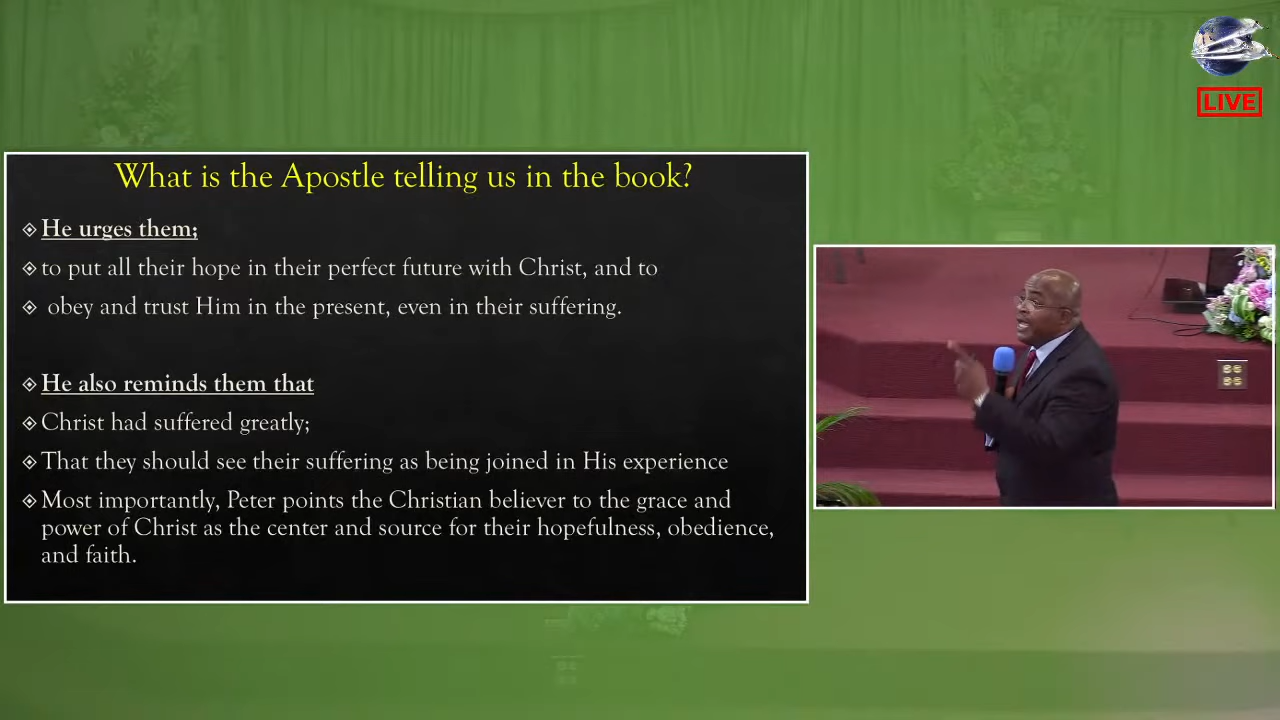 LIVE
What is the Apostle telling us in the book?
He urges them;
to put all their hope in their perfect future with Christ, and to
obey and trust Him in the present, even in their suffering.
He also reminds them that
Christ had suffered greatly;
That they should see their suffering as being joined in His experience
Most importantly, Peter points the Christian believer to the grace and
power of Christ as the center and source for their hopefulness, obedience,
and faith.